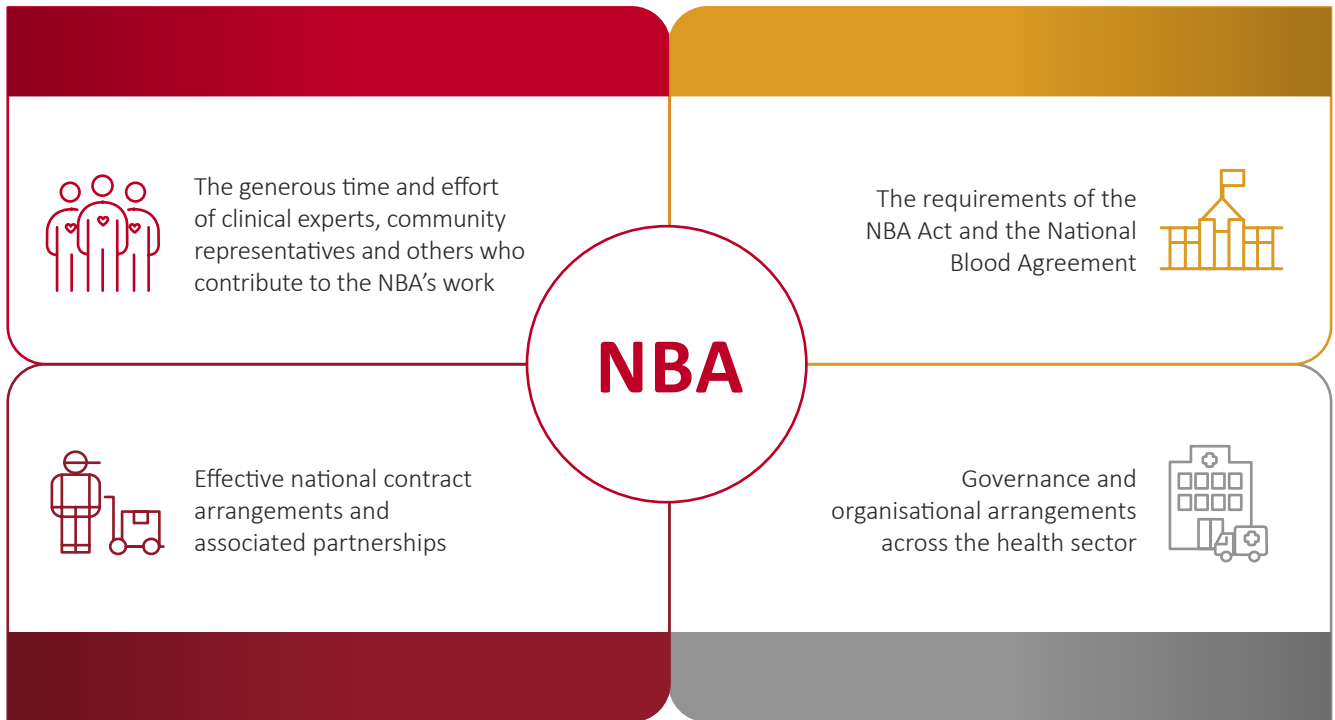 The generous time and effort
of clinical experts, community
representatives and others who
contribute to the NBA’s work
The requirements of the
NBA Act and the National
Blood Agreement
NBA
Effective national contract
arrangements and
associated partnerships
Governance and
organisational arrangements
across the health sector